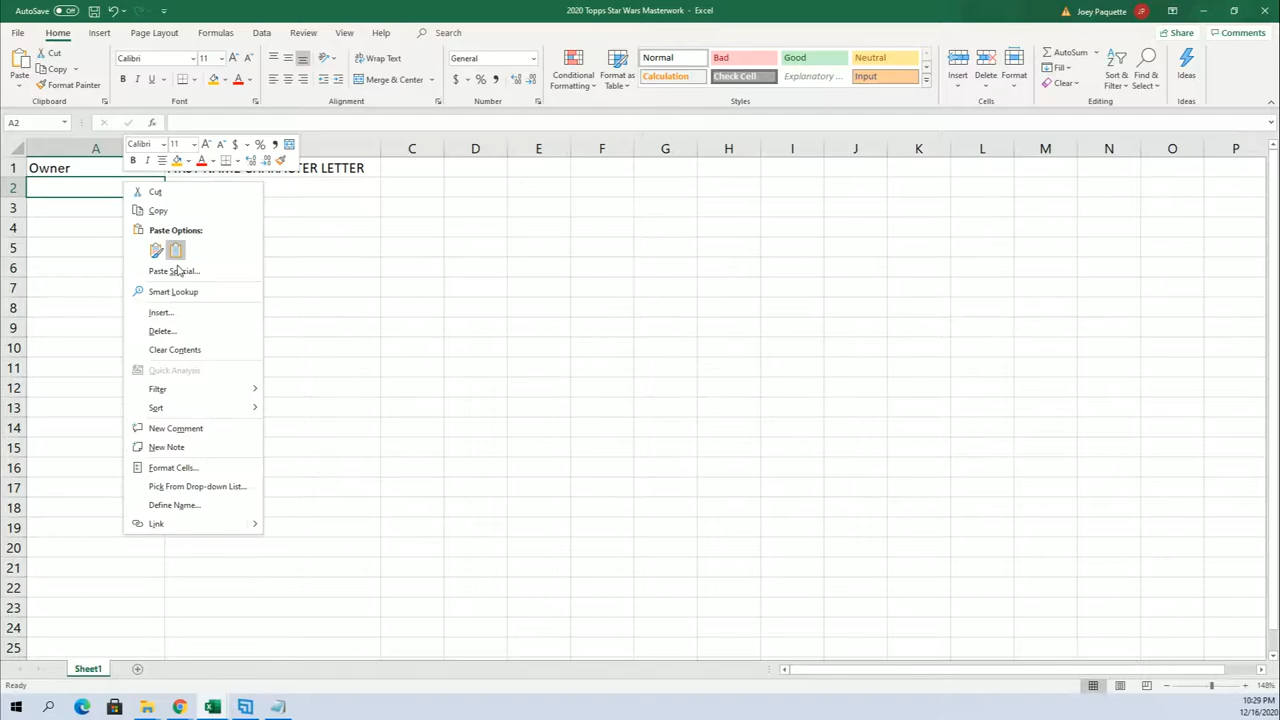 AutoSave Off 2020 Topps Star Wars Masterwork - Excel Joey Paquette JP
File Home Insert Page Layout Formulas Data Review View Help Search Share Comments
Paste Cut Copy Format Painter
Calibri 11 A A
B I U A
Wrap Text
Merge & Center
General
$ % ,
Conditional Formatting Format as Table
Normal Bad Good Neutral
Calculation Check Cell Explanatory ... Input
Insert Delete Format
AutoSum
Fill
Clear
Sort & Filter Find & Select
Ideas
Clipboard Font Alignment Number Styles Cells Editing Ideas
A2 fx
Calibri 11 A A $ % ,
B I A
A B C D E F G H I J K L M N O P
1 Owner FIRST NAME CHARACTER LETTER
2
3
4
5
6
7
8
9
10
11
12
13
14
15
16
17
18
19
20
21
22
23
24
25
Cut
Copy
Paste Options:
Paste Special...
Smart Lookup
Insert...
Delete...
Clear Contents
Quick Analysis
Filter
Sort
New Comment
New Note
Format Cells...
Pick From Drop-down List...
Define Name...
Link
Sheet1
Ready 148%
10:29 PM
12/16/2020